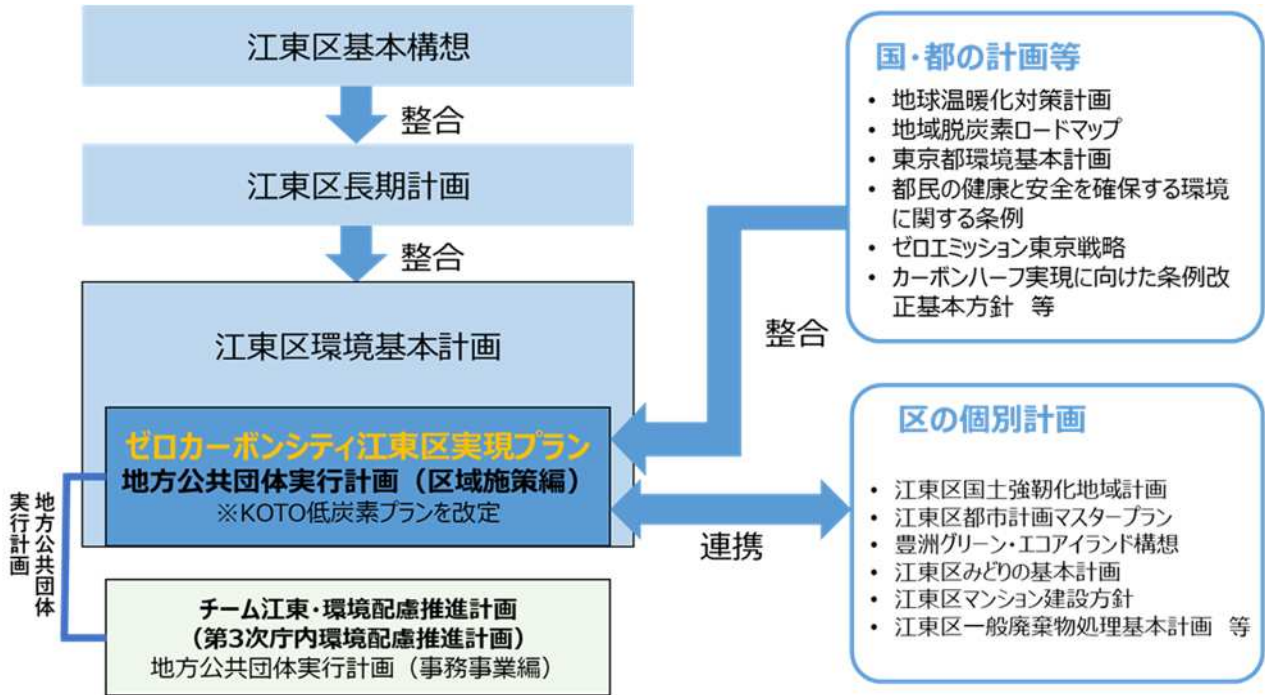 江東区基本構想
整合
江東区長期計画
整合
江東区環境基本計画
ゼロカーボンシティ江東区実現プラン
地方公共団体実行計画（区域施策編）
※KOTO低炭素プランを改定
地方公共団体
実行計画
チーム江東・環境配慮推進計画
（第3次庁内環境配慮推進計画）
地方公共団体実行計画（事務事業編）
国・都の計画等
・ 地球温暖化対策計画
・ 地域脱炭素ロードマップ
・ 東京都環境基本計画
・ 都民の健康と安全を確保する環境
に関する条例
・ ゼロエミッション東京戦略
・ カーボンハーフ実現に向けた条例改
正基本方針　等
整合
区の個別計画
・ 江東区国土強靭化地域計画
・ 江東区都市計画マスタープラン
・ 豊洲グリーン・エコアイランド構想
・ 江東区みどりの基本計画
・ 江東区マンション建設方針
・ 江東区一般廃棄物処理基本計画　等
連携